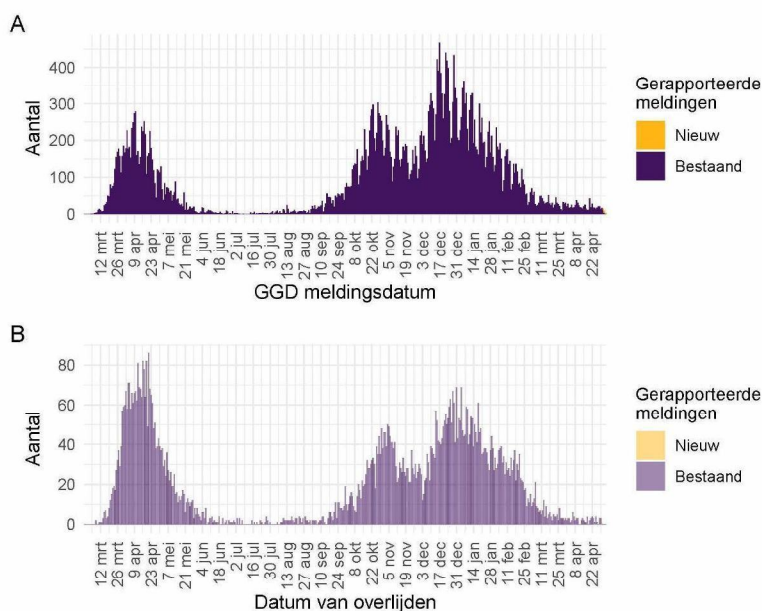 A
Aantal
400
300
200
100
0
12 mrt
26 mrt
9 apr
23 apr
7 mei
21 mei
4 jun
18 jun
2 jul
16 jul
30 jul
13 aug
27 aug
10 sep
24 sep
8 okt
22 okt
5 nov
19 nov
3 dec
17 dec
31 dec
14 jan
28 jan
11 feb
25 feb
11 mrt
25 mrt
8 apr
22 apr
GGD meldingsdatum
Gerapporteerde
meldingen
Nieuw
Bestaand
B
Aantal
80
60
40
20
0
12 mrt
26 mrt
9 apr
23 apr
7 mei
21 mei
4 jun
18 jun
2 jul
16 jul
30 jul
13 aug
27 aug
10 sep
24 sep
8 okt
22 okt
5 nov
19 nov
3 dec
17 dec
31 dec
14 jan
28 jan
11 feb
25 feb
11 mrt
25 mrt
8 apr
22 apr
Datum van overlijden
Gerapporteerde
meldingen
Nieuw
Bestaand